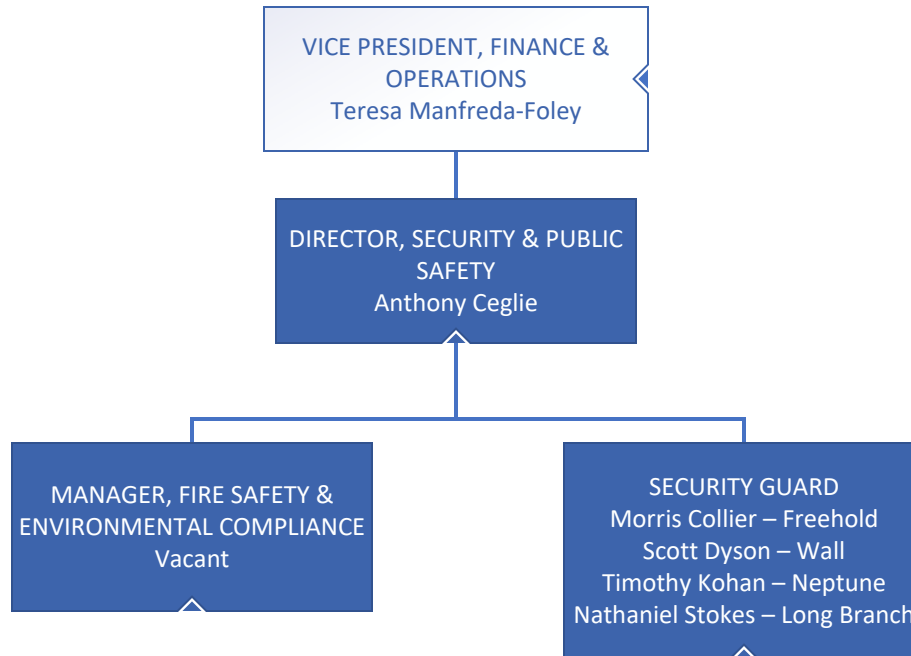 VICE PRESIDENT, FINANCE &
OPERATIONS
Teresa Manfreda-Foley
DIRECTOR, SECURITY & PUBLIC
SAFETY
Anthony Ceglie
MANAGER, FIRE SAFETY &
ENVIRONMENTAL COMPLIANCE
Vacant
SECURITY GUARD
Morris Collier – Freehold
Scott Dyson – Wall
Timothy Kohan – Neptune
Nathaniel Stokes – Long Branch